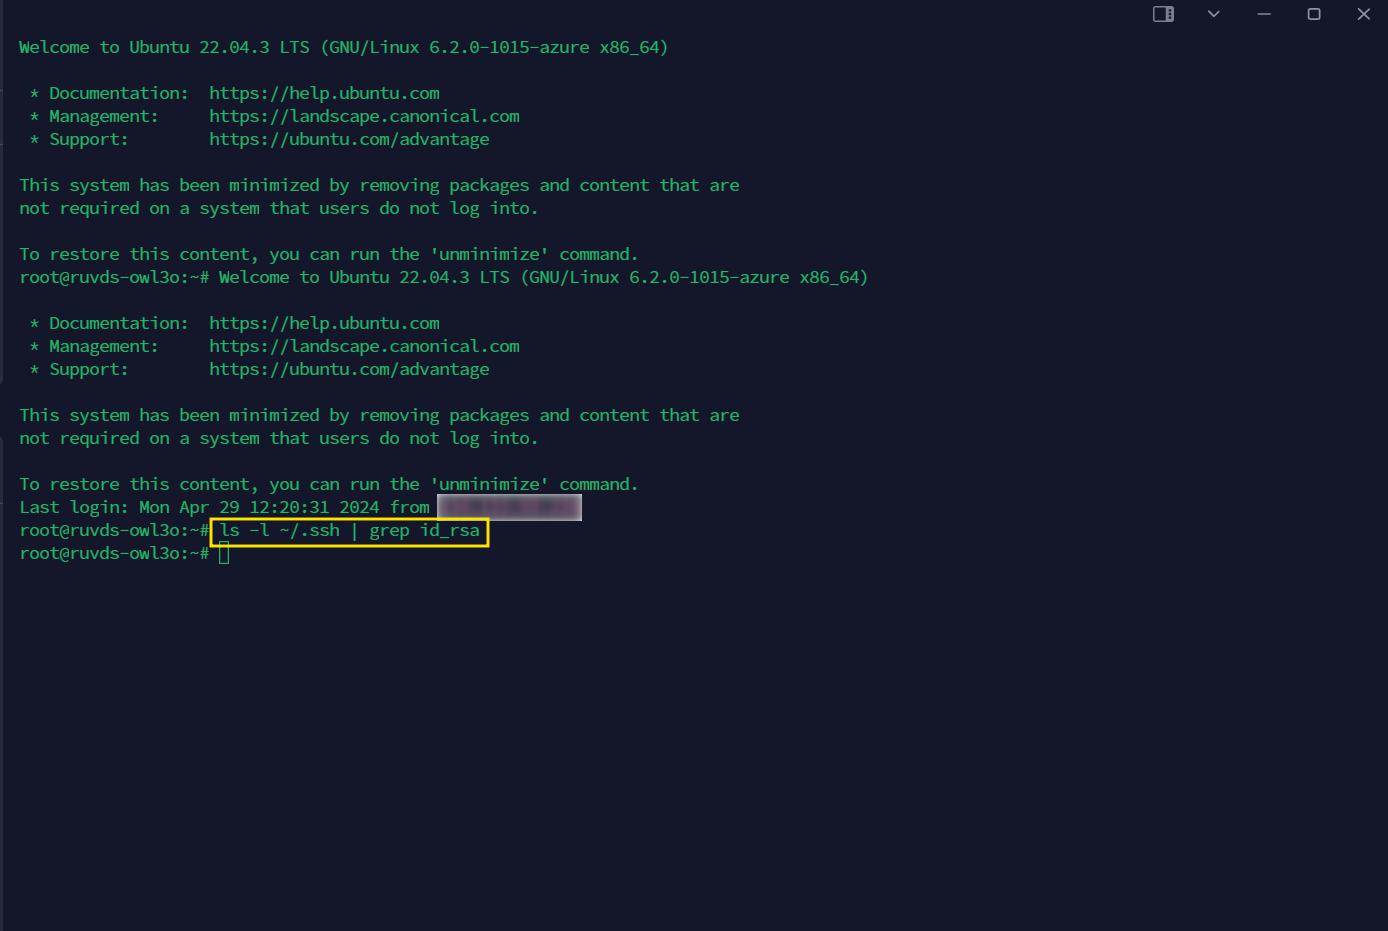 Welcome to Ubuntu 22.04.3 LTS (GNU/Linux 6.2.0-1015-azure x86_64)
* Documentation:  https://help.ubuntu.com
* Management:     https://landscape.canonical.com
* Support:        https://ubuntu.com/advantage
This system has been minimized by removing packages and content that are
not required on a system that users do not log into.
To restore this content, you can run the 'unminimize' command.
root@ruvds-owl3o:~# Welcome to Ubuntu 22.04.3 LTS (GNU/Linux 6.2.0-1015-azure x86_64)
* Documentation:  https://help.ubuntu.com
* Management:     https://landscape.canonical.com
* Support:        https://ubuntu.com/advantage
This system has been minimized by removing packages and content that are
not required on a system that users do not log into.
To restore this content, you can run the 'unminimize' command.
Last login: Mon Apr 29 12:20:31 2024 from
root@ruvds-owl3o:~# ls -l ~/.ssh | grep id_rsa
root@ruvds-owl3o:~#